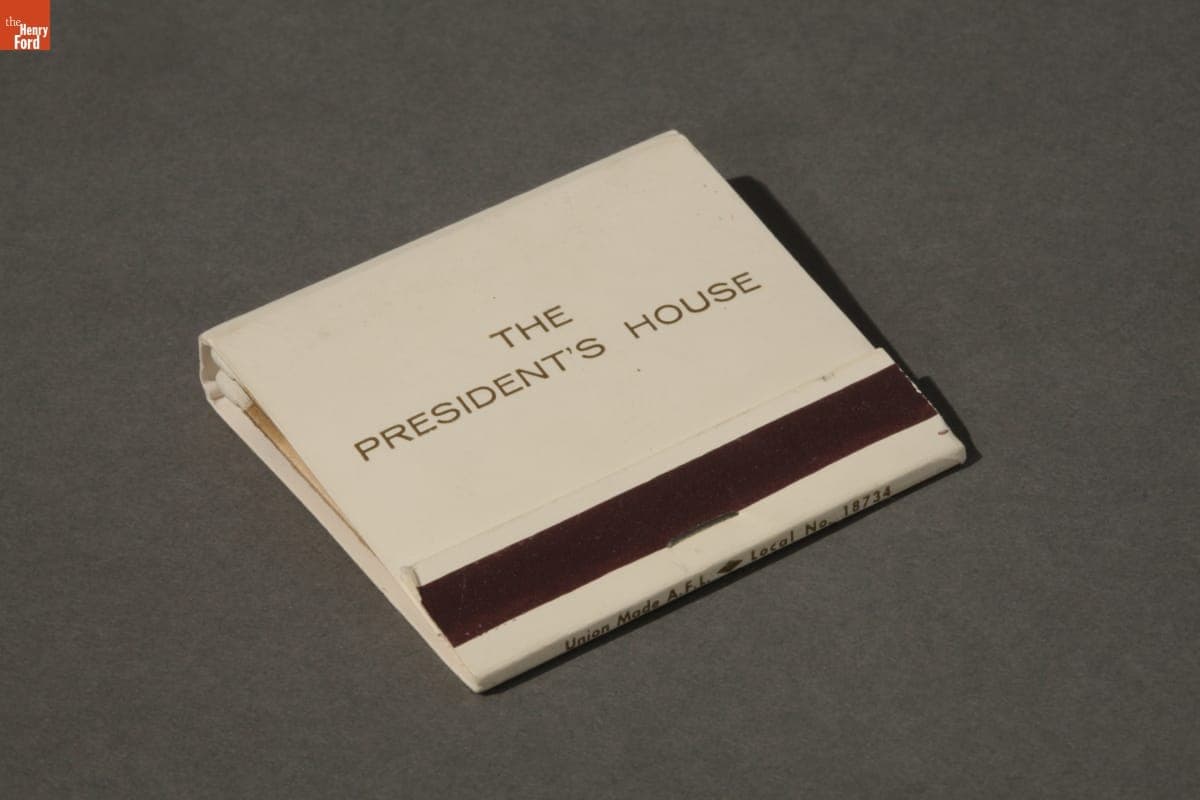 the
Henry
Ford
THE
PRESIDENT'S HOUSE
Union Made A.F.L. Local No. 18734